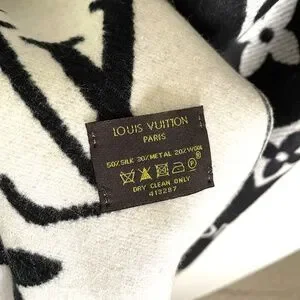 LOUIS VUITTON
PARIS
50%SILK 30%METAL 20%WOOL
DRY CLEAN ONLY
413287